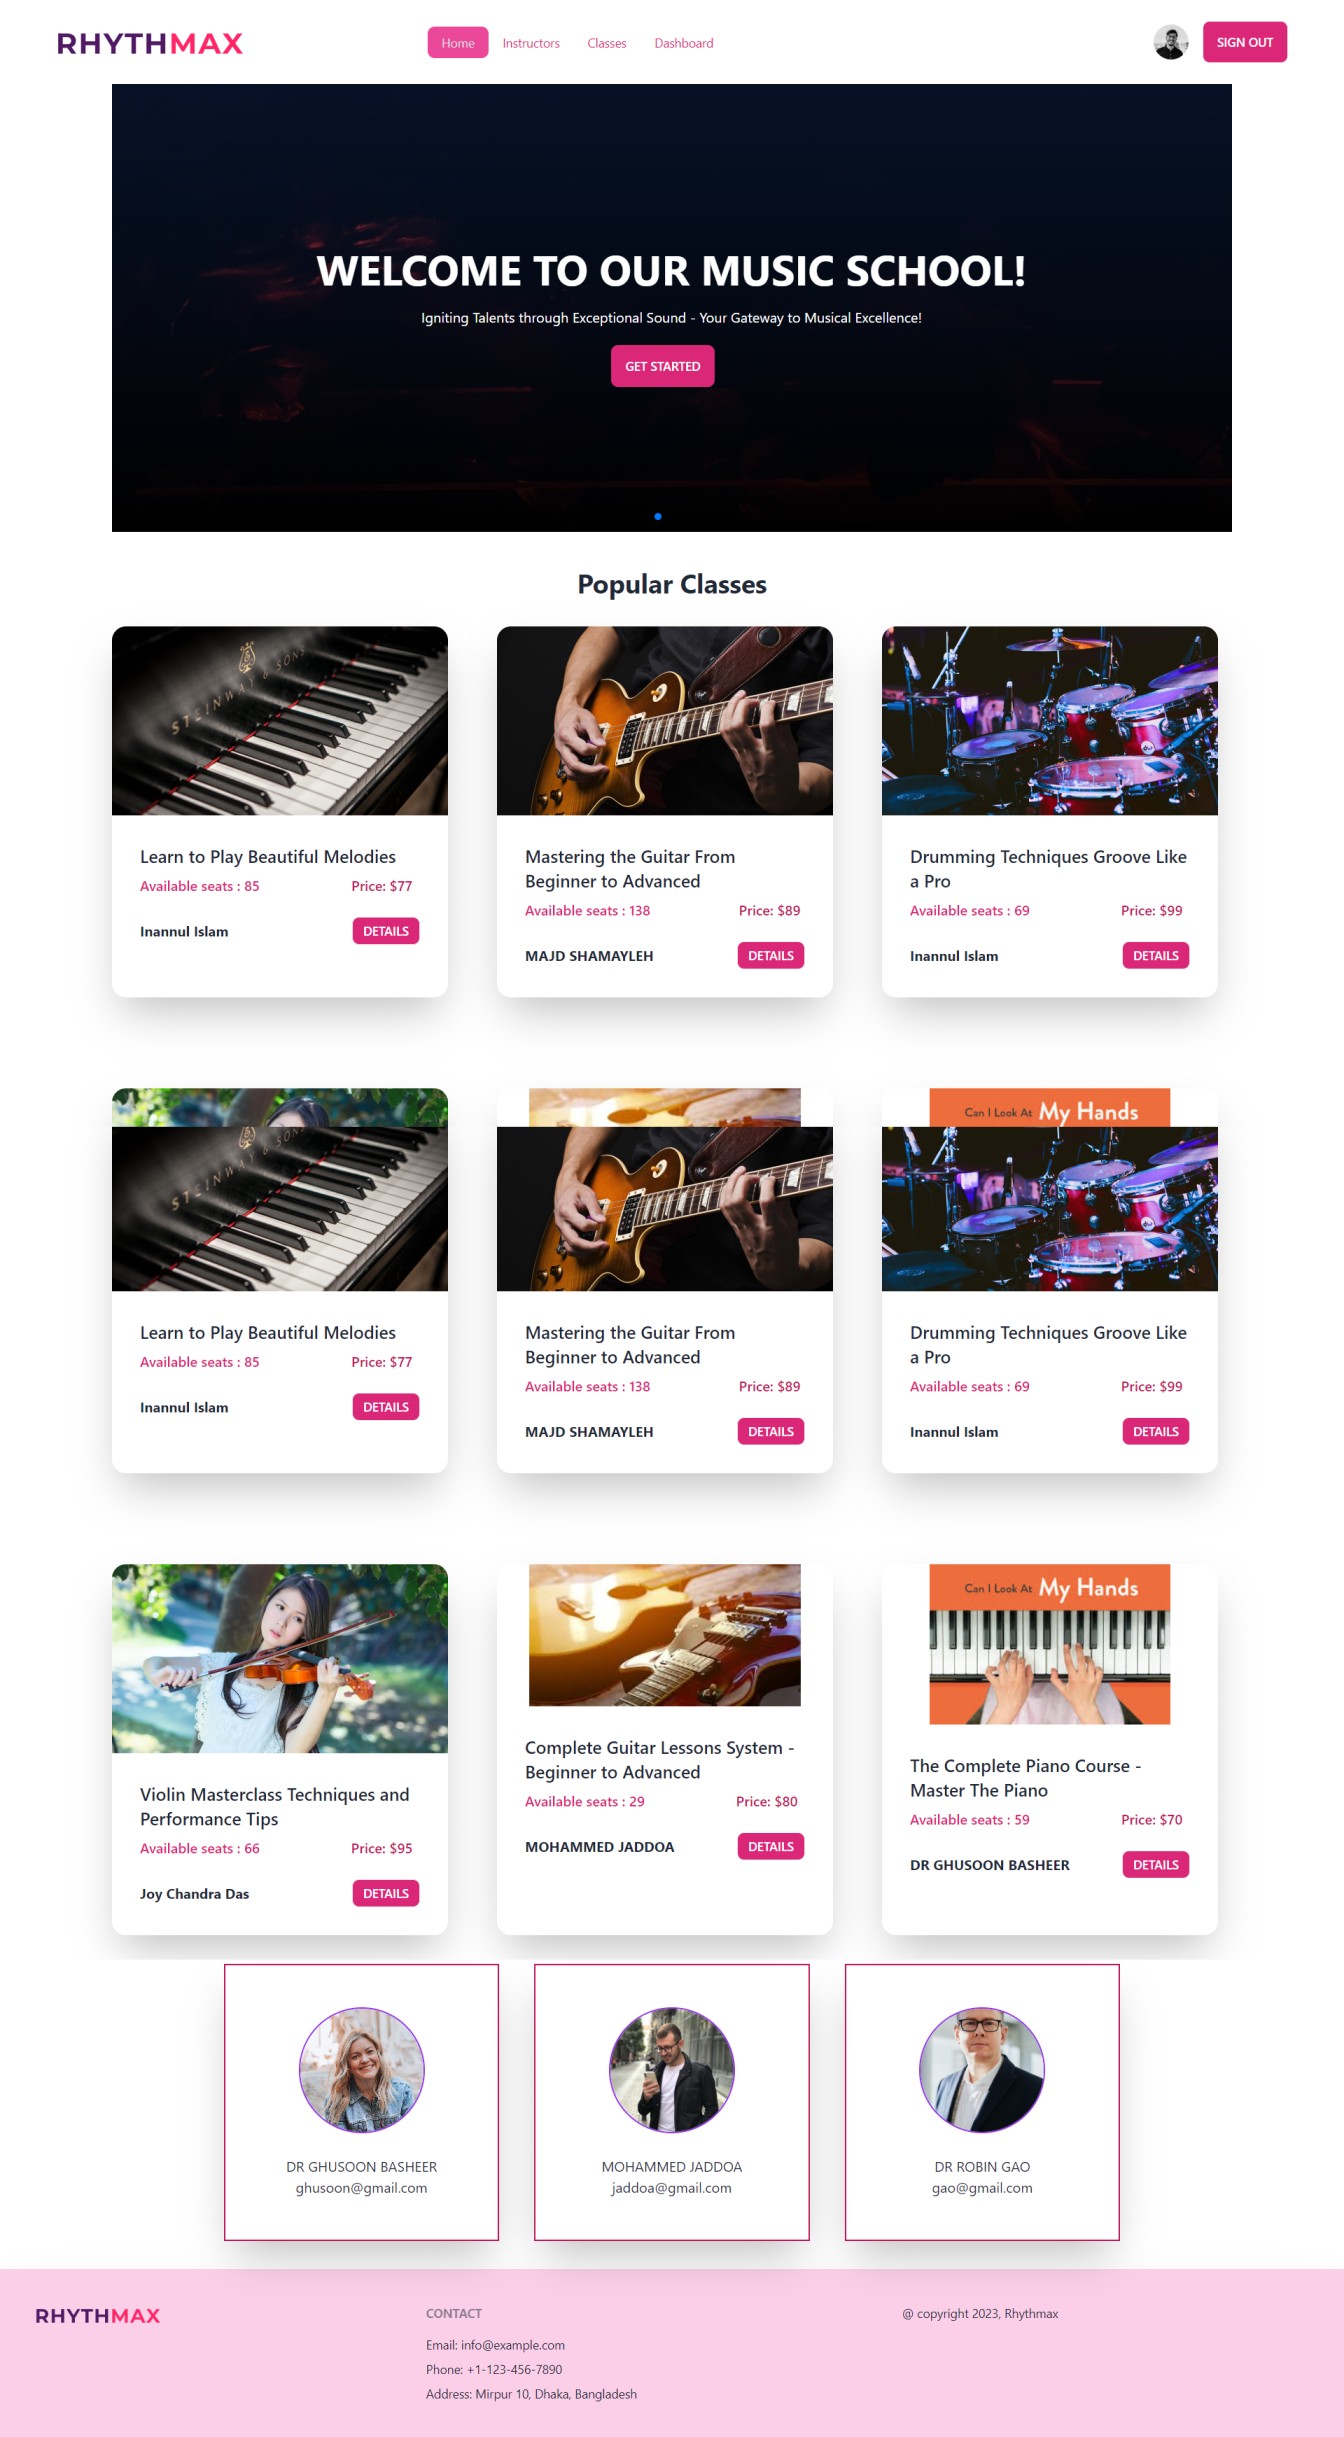 RHYTHMAX
Home Instructors Classes Dashboard
SIGN OUT
WELCOME TO OUR MUSIC SCHOOL!
Igniting Talents through Exceptional Sound - Your Gateway to Musical Excellence!
GET STARTED
Popular Classes
STEINWAY & SONS
Learn to Play Beautiful Melodies
Available seats : 85 Price: $77
Inannul Islam DETAILS
Mastering the Guitar From
Beginner to Advanced
Available seats : 138 Price: $89
MAJD SHAMAYLEH DETAILS
Drumming Techniques Groove Like
a Pro
Available seats : 69 Price: $99
Inannul Islam DETAILS
Can I Look At My Hands
STEINWAY & SONS
Learn to Play Beautiful Melodies
Available seats : 85 Price: $77
Inannul Islam DETAILS
Mastering the Guitar From
Beginner to Advanced
Available seats : 138 Price: $89
MAJD SHAMAYLEH DETAILS
Drumming Techniques Groove Like
a Pro
Available seats : 69 Price: $99
Inannul Islam DETAILS
Violin Masterclass Techniques and
Performance Tips
Available seats : 66 Price: $95
Joy Chandra Das DETAILS
Complete Guitar Lessons System -
Beginner to Advanced
Available seats : 29 Price: $80
MOHAMMED JADDOA DETAILS
Can I Look At My Hands
The Complete Piano Course -
Master The Piano
Available seats : 59 Price: $70
DR GHUSOON BASHEER DETAILS
DR GHUSOON BASHEER
ghusoon@gmail.com
MOHAMMED JADDOA
jaddoa@gmail.com
DR ROBIN GAO
gao@gmail.com
RHYTHMAX
CONTACT
Email: info@example.com
Phone: +1-123-456-7890
Address: Mirpur 10, Dhaka, Bangladesh
@ copyright 2023, Rhythmax